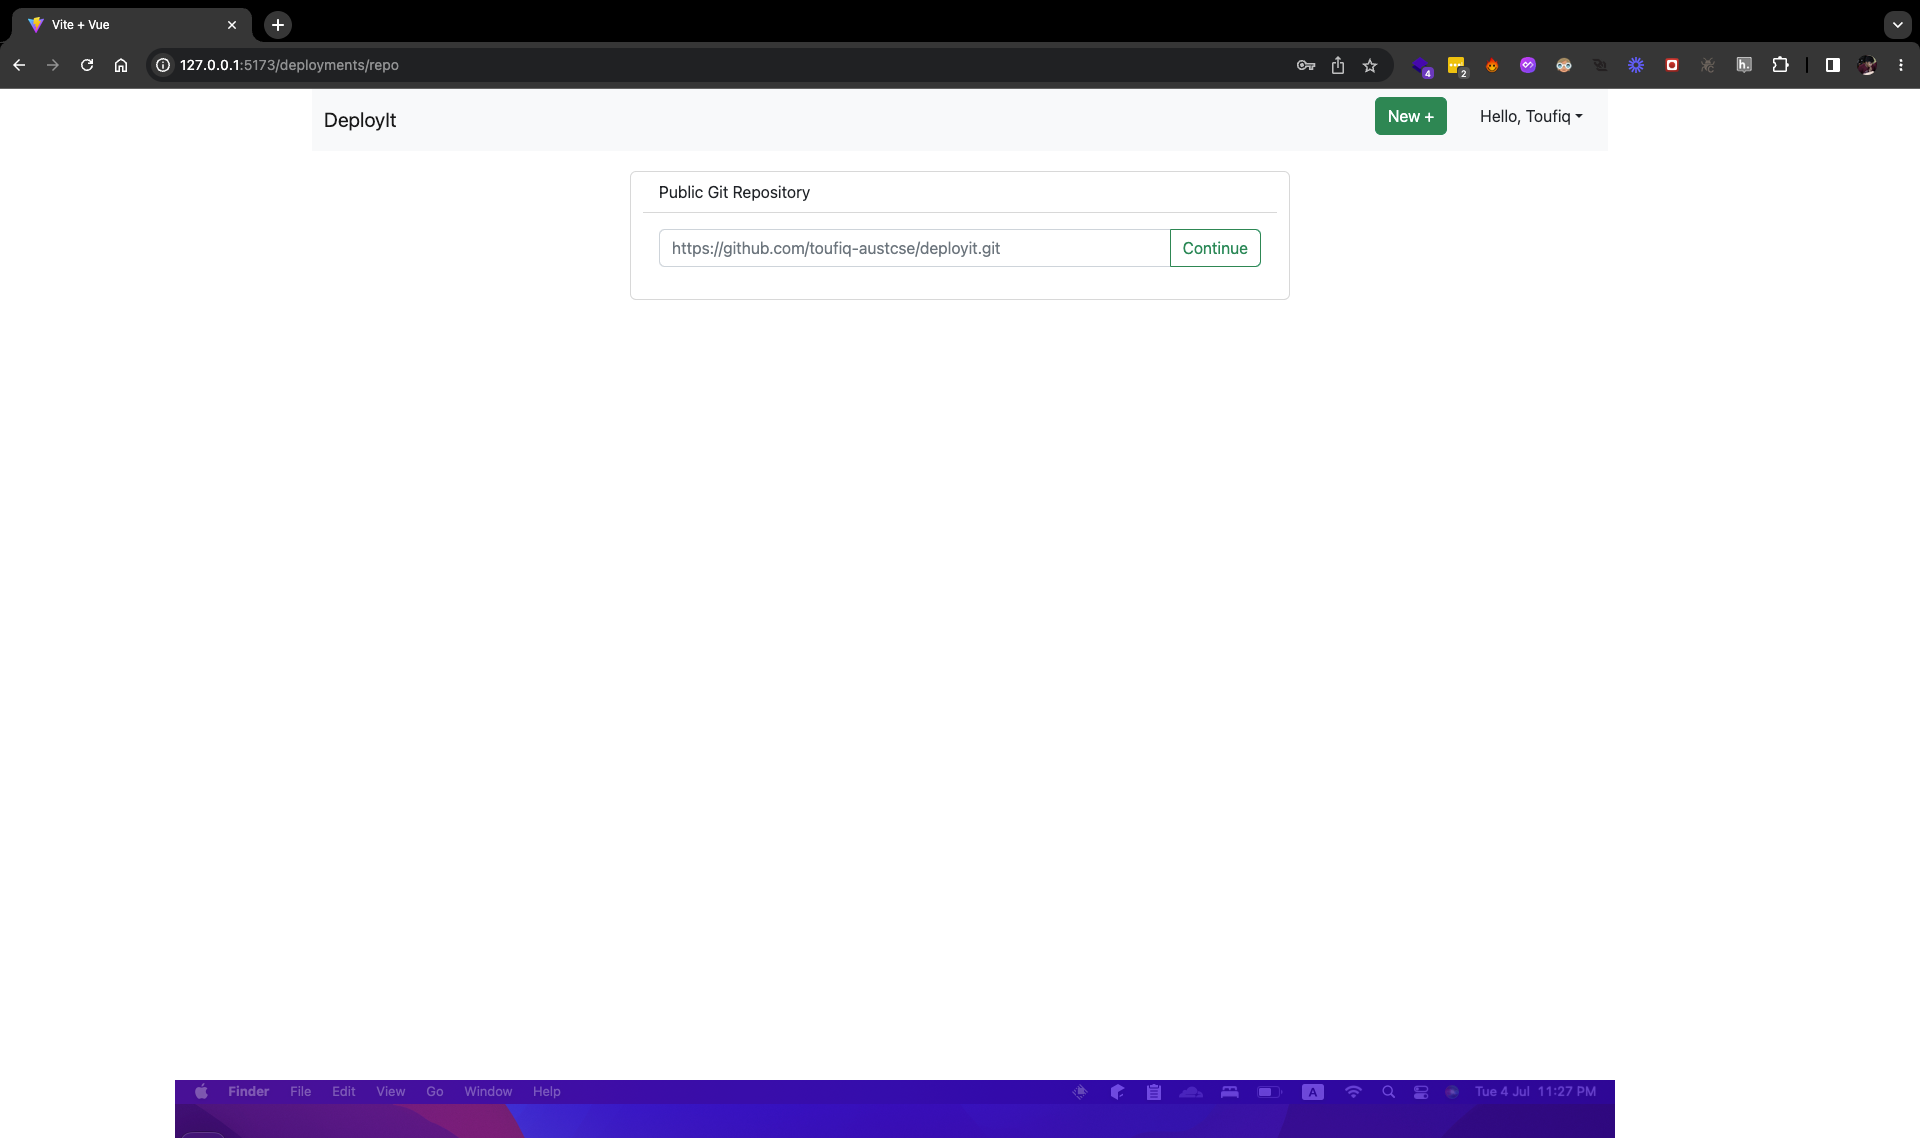 Vite + Vue
127.0.0.1:5173/deployments/repo
4
2
h.
DeployIt
New +
Hello, Toufiq
Public Git Repository
https://github.com/toufiq-austcse/deployit.git
Continue
Finder File Edit View Go Window Help
A
Tue 4 Jul 11:27 PM